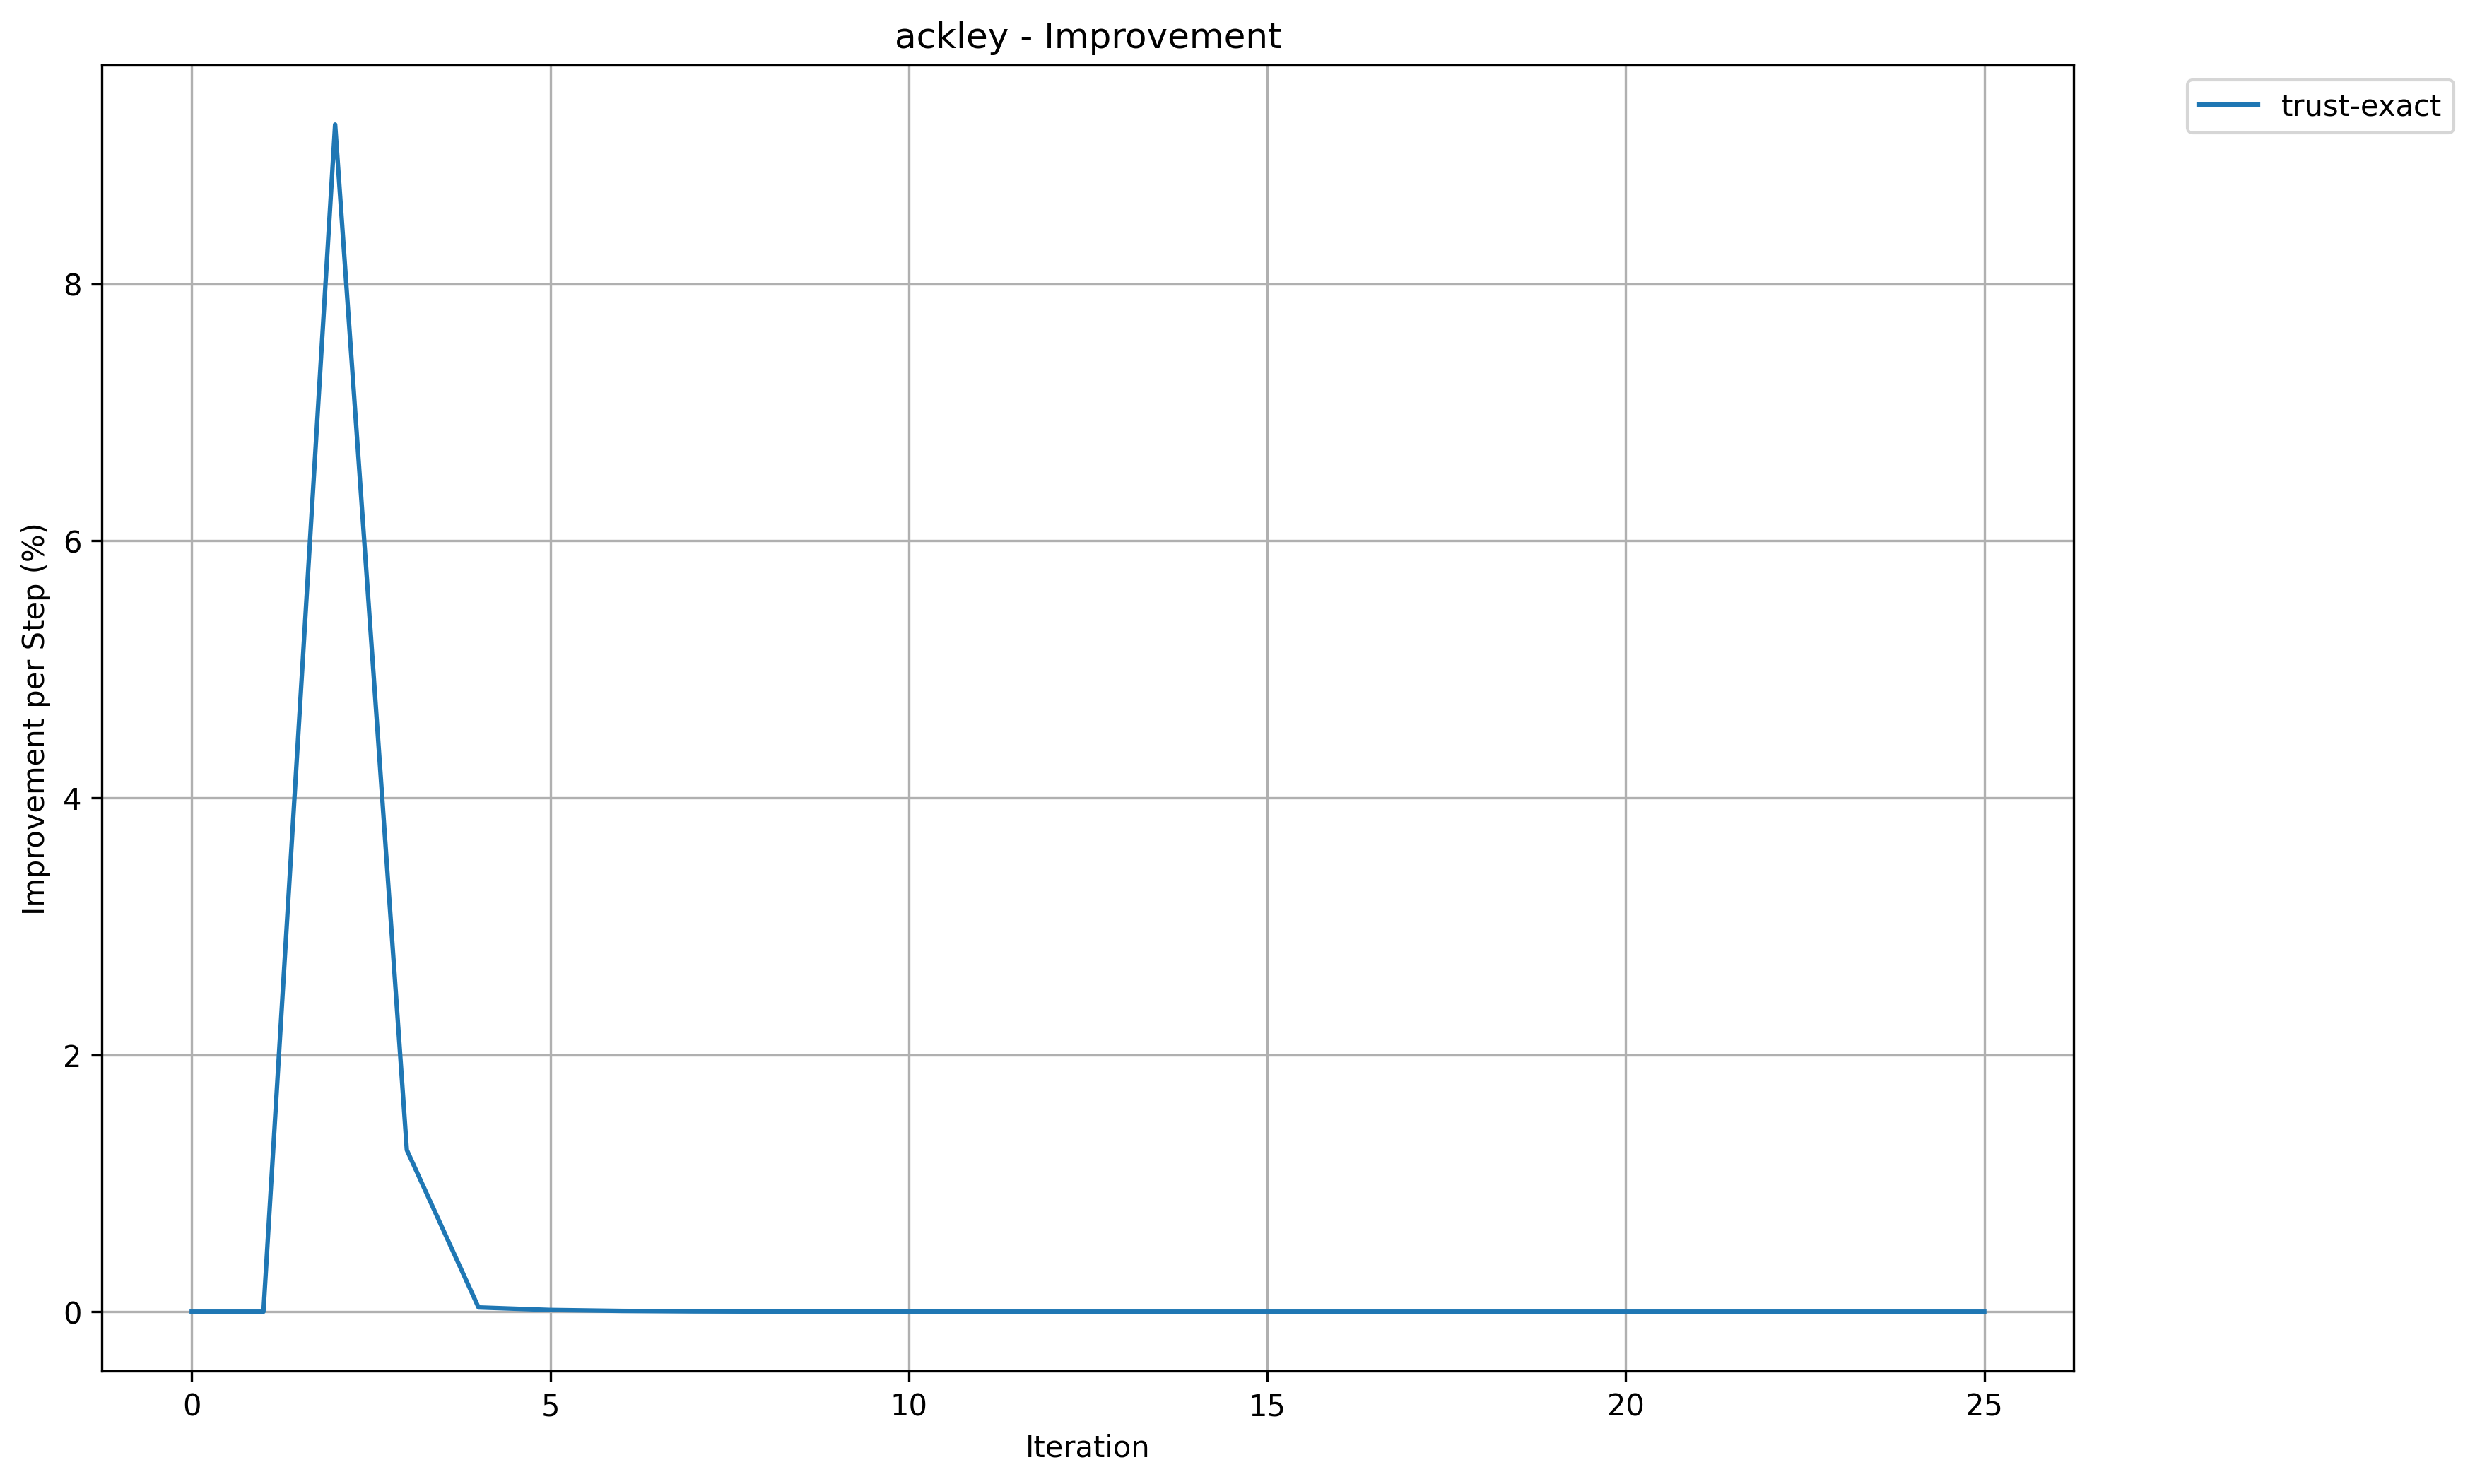 ackley - Improvement
trust-exact
Improvement per Step (%)
8
6
4
2
0
0 5 10 15 20 25
Iteration